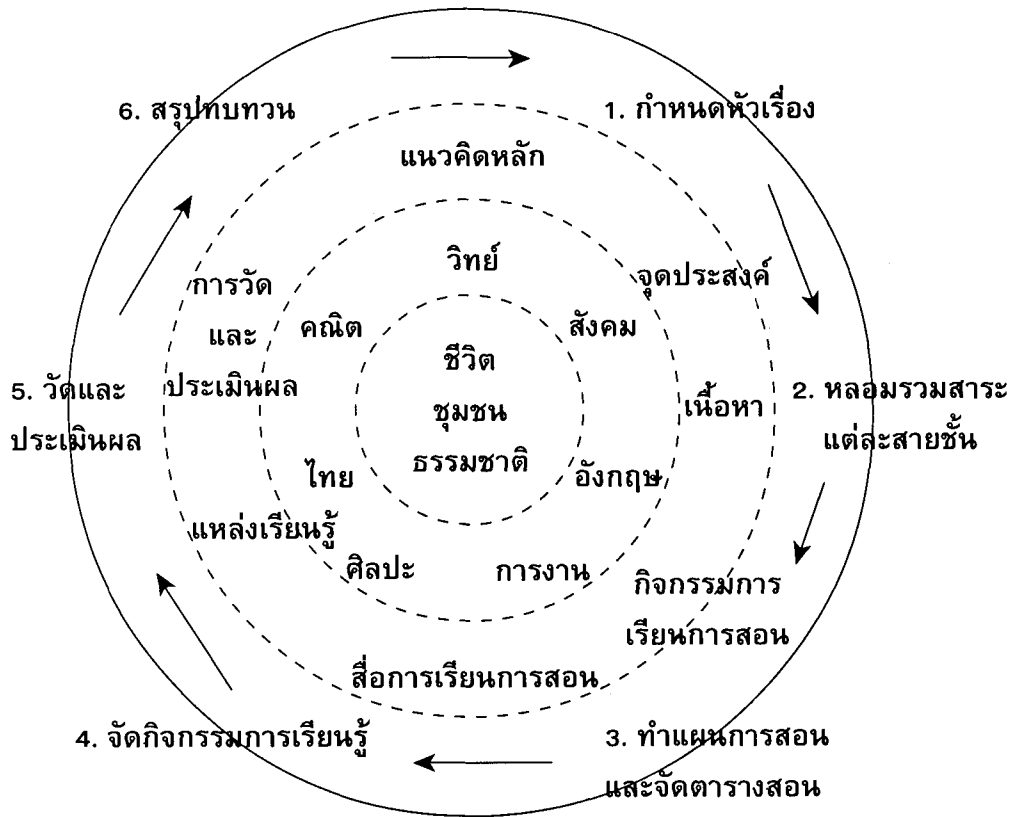 6. สรุปทบทวน
1. กำหนดหัวเรื่อง
แนวคิดหลัก
วิทย์
จุดประสงค์
การวัด
และ
ประเมินผล
คณิต
สังคม
ชีวิต
ชุมชน
ธรรมชาติ
5. วัดและ
ประเมินผล
เนื้อหา
2. หลอมรวมสาระ
แต่ละสายชั้น
ไทย
อังกฤษ
แหล่งเรียนรู้
ศิลปะ
การงาน
กิจกรรมการ
เรียนการสอน
สื่อการเรียนการสอน
4. จัดกิจกรรมการเรียนรู้
3. ทำแผนการสอน
และจัดตารางสอน